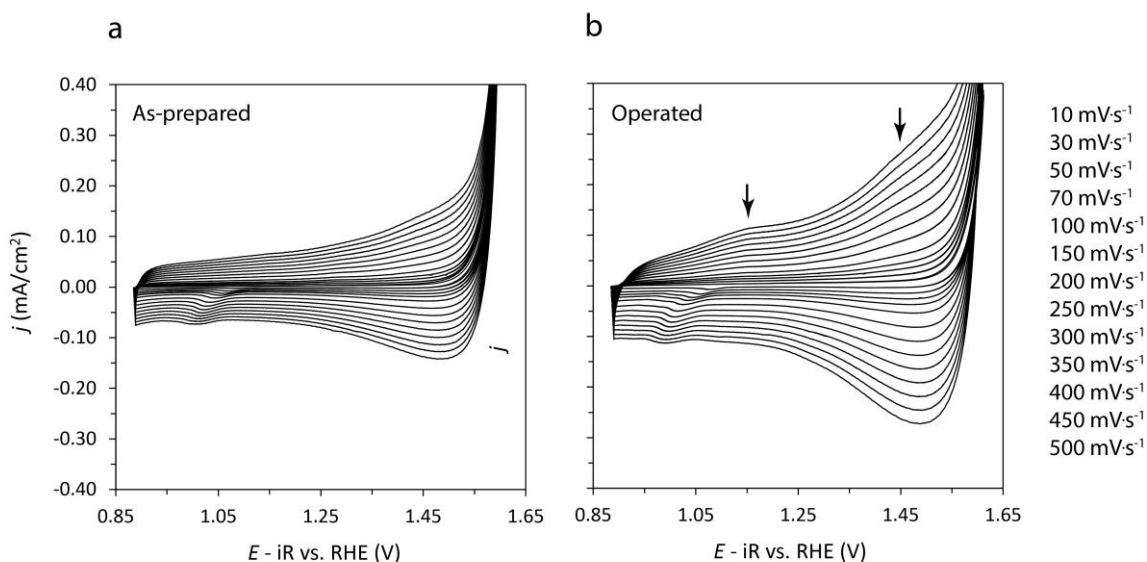 a
As-prepared
j (mA/cm²)
0.40
0.30
0.20
0.10
0.00
-0.10
-0.20
-0.30
-0.40
j
0.85 1.05 1.25 1.45 1.65
E - iR vs. RHE (V)
b
Operated
0.85 1.05 1.25 1.45 1.65
E - iR vs. RHE (V)
10 mV·s⁻¹
30 mV·s⁻¹
50 mV·s⁻¹
70 mV·s⁻¹
100 mV·s⁻¹
150 mV·s⁻¹
200 mV·s⁻¹
250 mV·s⁻¹
300 mV·s⁻¹
350 mV·s⁻¹
400 mV·s⁻¹
450 mV·s⁻¹
500 mV·s⁻¹